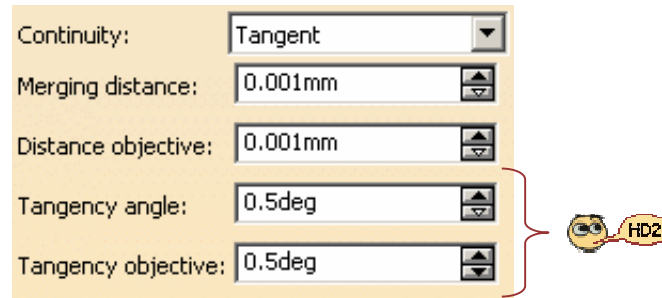 Continuity: Tangent
Merging distance: 0.001mm
Distance objective: 0.001mm
Tangency angle: 0.5deg
HD2
Tangency objective: 0.5deg